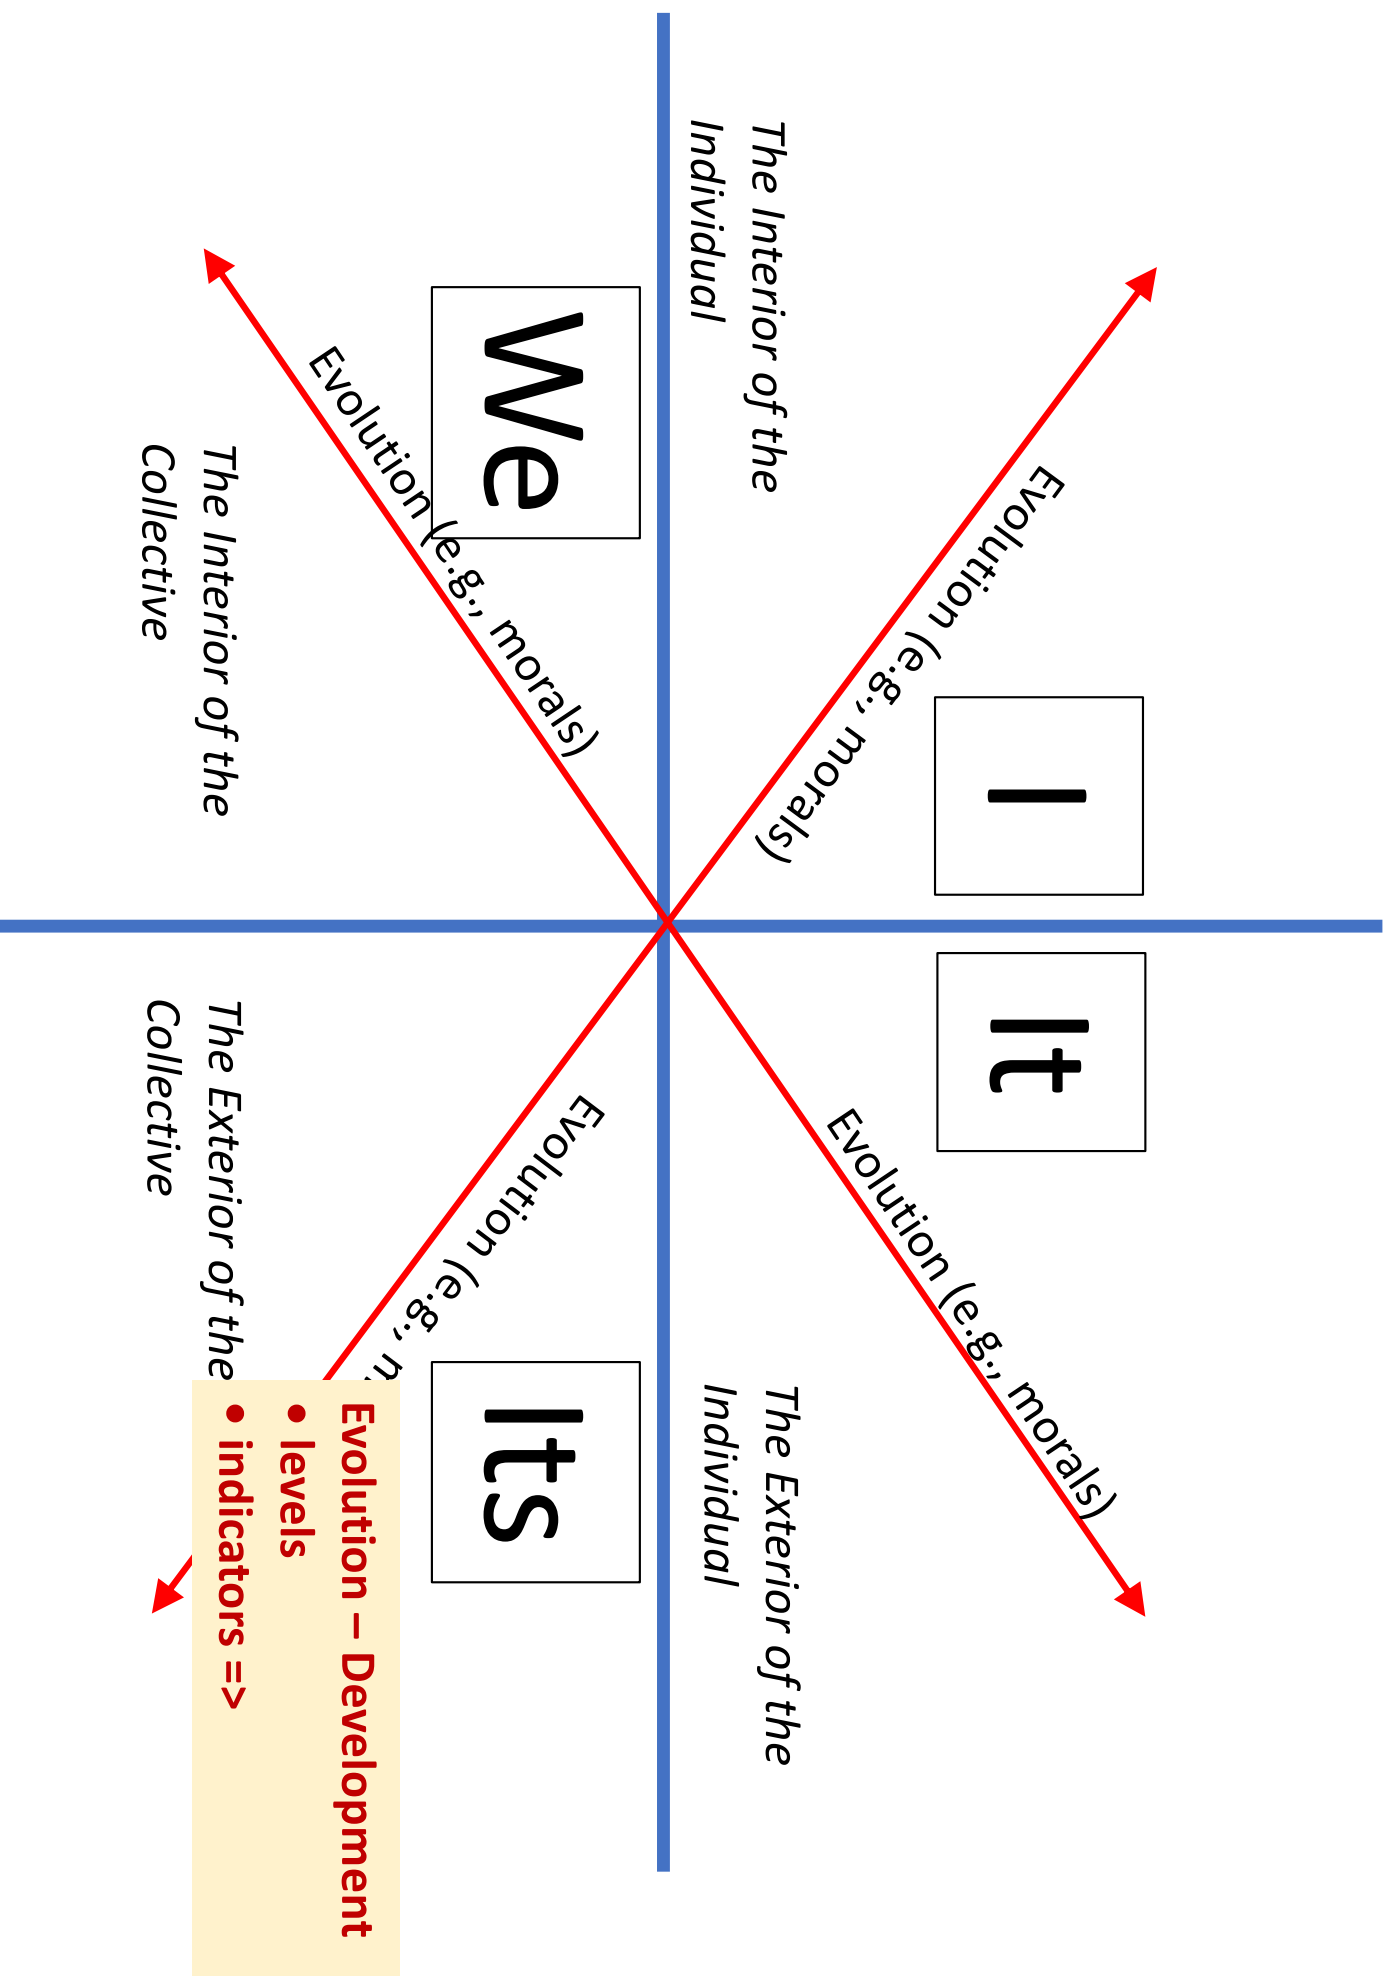 I
Evolution (e.g., morals)
The Interior of the
Individual
It
Evolution (e.g., morals)
The Exterior of the
Individual
We
Evolution (e.g., morals)
The Interior of the
Collective
Its
Evolution (e.g., m
The Exterior of the
Collective
Evolution – Development
• levels
• indicators =>